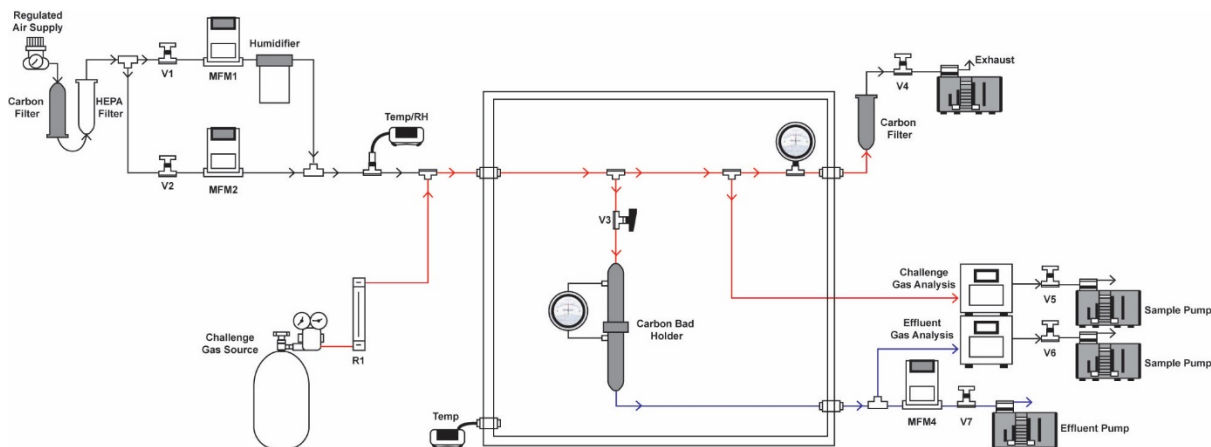 Regulated
Air Supply
Carbon
Filter
HEPA
Filter
V1
MFM1
Humidifier
V2
MFM2
Temp/RH
V4
Exhaust
Carbon
Filter
V3
Carbon Bad
Holder
Challenge
Gas Source
R1
Temp
Challenge
Gas Analysis
V5
Sample Pump
Effluent
Gas Analysis
V6
Sample Pump
MFM4
V7
Effluent Pump